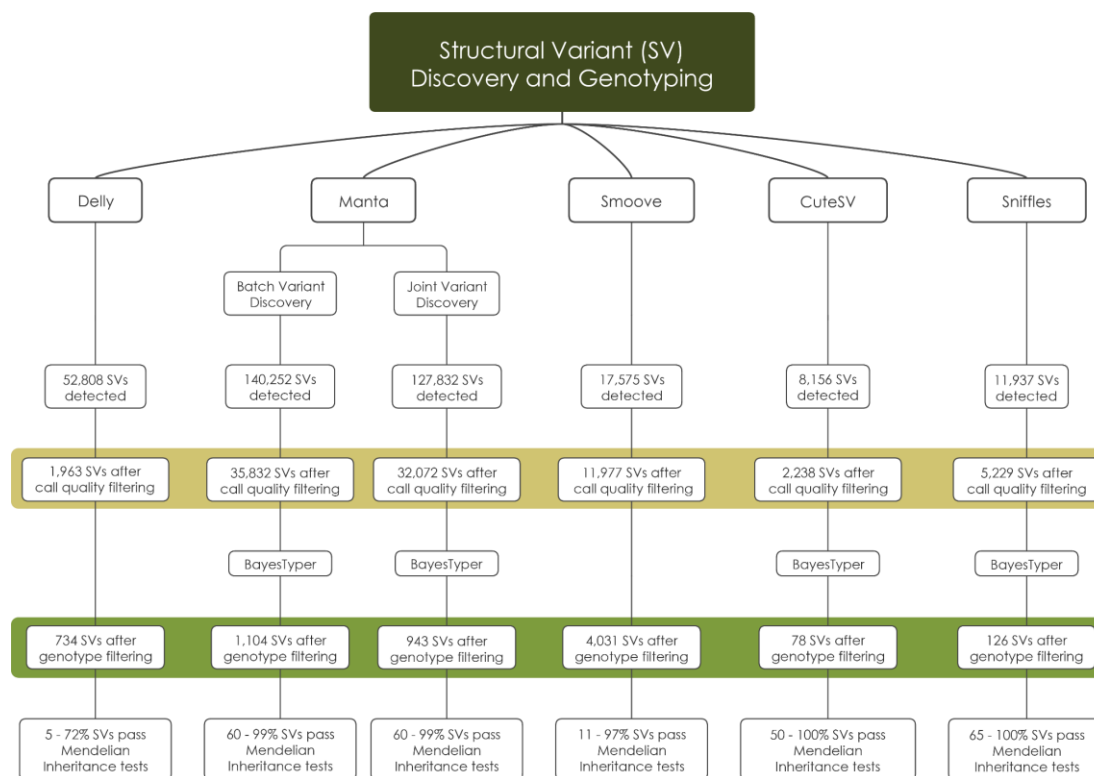 Structural Variant (SV)
Discovery and Genotyping
Delly
Manta
Smoove
CuteSV
Sniffles
Batch Variant
Discovery
Joint Variant
Discovery
52,808 SVs
detected
140,252 SVs
detected
127,832 SVs
detected
17,575 SVs
detected
8,156 SVs
detected
11,937 SVs
detected
1,963 SVs after
call quality filtering
35,832 SVs after
call quality filtering
32,072 SVs after
call quality filtering
11,977 SVs after
call quality filtering
2,238 SVs after
call quality filtering
5,229 SVs after
call quality filtering
BayesTyper
BayesTyper
BayesTyper
BayesTyper
734 SVs after
genotype filtering
1,104 SVs after
genotype filtering
943 SVs after
genotype filtering
4,031 SVs after
genotype filtering
78 SVs after
genotype filtering
126 SVs after
genotype filtering
5 - 72% SVs pass
Mendelian
Inheritance tests
60 - 99% SVs pass
Mendelian
Inheritance tests
60 - 99% SVs pass
Mendelian
Inheritance tests
11 - 97% SVs pass
Mendelian
Inheritance tests
50 - 100% SVs pass
Mendelian
Inheritance tests
65 - 100% SVs pass
Mendelian
Inheritance tests